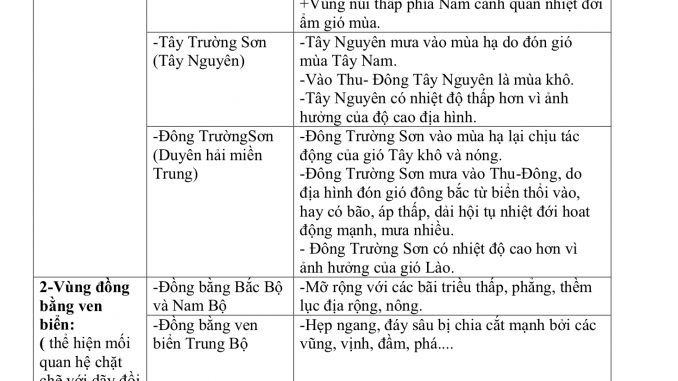 +Vùng núi thấp phía Nam cảnh quan nhiệt đới
ẩm gió mùa.
-Tây Trường Sơn
(Tây Nguyên)
-Tây Nguyên mưa vào mùa hạ do đón gió
mùa Tây Nam.
-Vào Thu- Đông Tây Nguyên là mùa khô.
-Tây Nguyên có nhiệt độ thấp hơn vì ảnh
hưởng của độ cao địa hình.
-Đông TrườngSơn
(Duyên hải miền
Trung)
-Đông Trường Sơn vào mùa hạ lại chịu tác
động của gió Tây khô và nóng.
-Đông Trường Sơn mưa vào Thu-Đông, do
địa hình đón gió đông bắc từ biển thổi vào,
hay có bão, áp thấp, dải hội tụ nhiệt đới hoat
động mạnh, mưa nhiều.
- Đông Trường Sơn có nhiệt độ cao hơn vì
ảnh hưởng của gió Lào.
2-Vùng đồng
bằng ven
biển:
( thể hiện mối
quan hệ chặt
chẽ với dãy đồi
-Đồng bằng Bắc Bộ
và Nam Bộ
-Mỡ rộng với các bãi triều thấp, phẳng, thềm
lục địa rộng, nông.
-Đồng bằng ven
biển Trung Bộ
-Hẹp ngang, đáy sâu bị chia cắt mạnh bởi các
vũng, vịnh, đầm, phá....